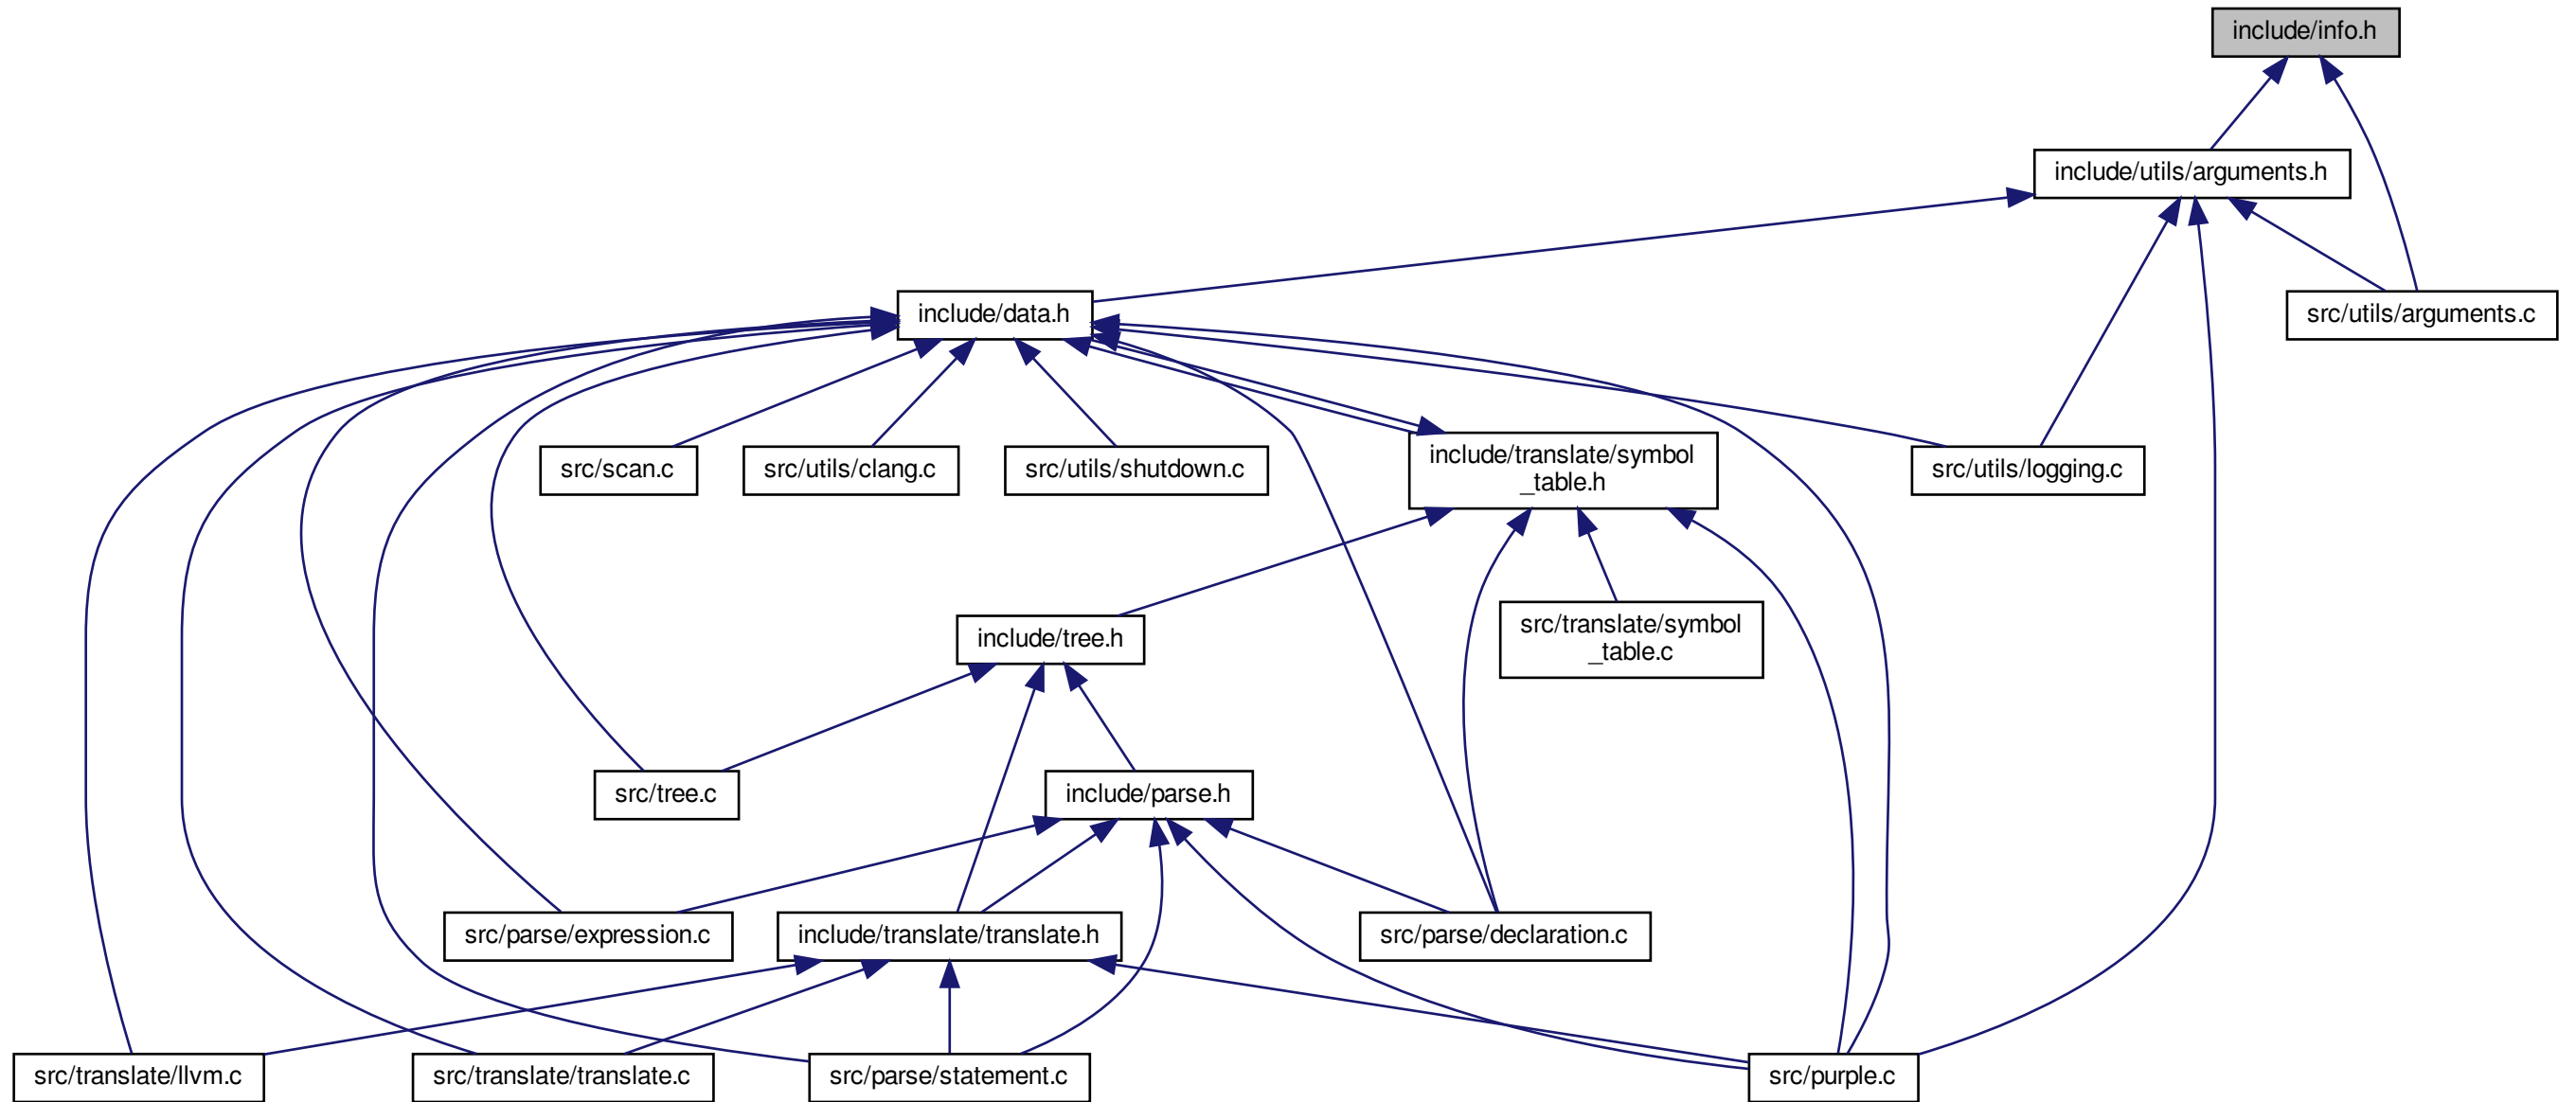 include/info.h
include/utils/arguments.h
include/data.h
src/utils/arguments.c
src/scan.c
src/utils/clang.c
src/utils/shutdown.c
include/translate/symbol
_table.h
src/utils/logging.c
include/tree.h
src/translate/symbol
_table.c
src/tree.c
include/parse.h
src/parse/expression.c
include/translate/translate.h
src/parse/declaration.c
src/translate/llvm.c
src/translate/translate.c
src/parse/statement.c
src/purple.c